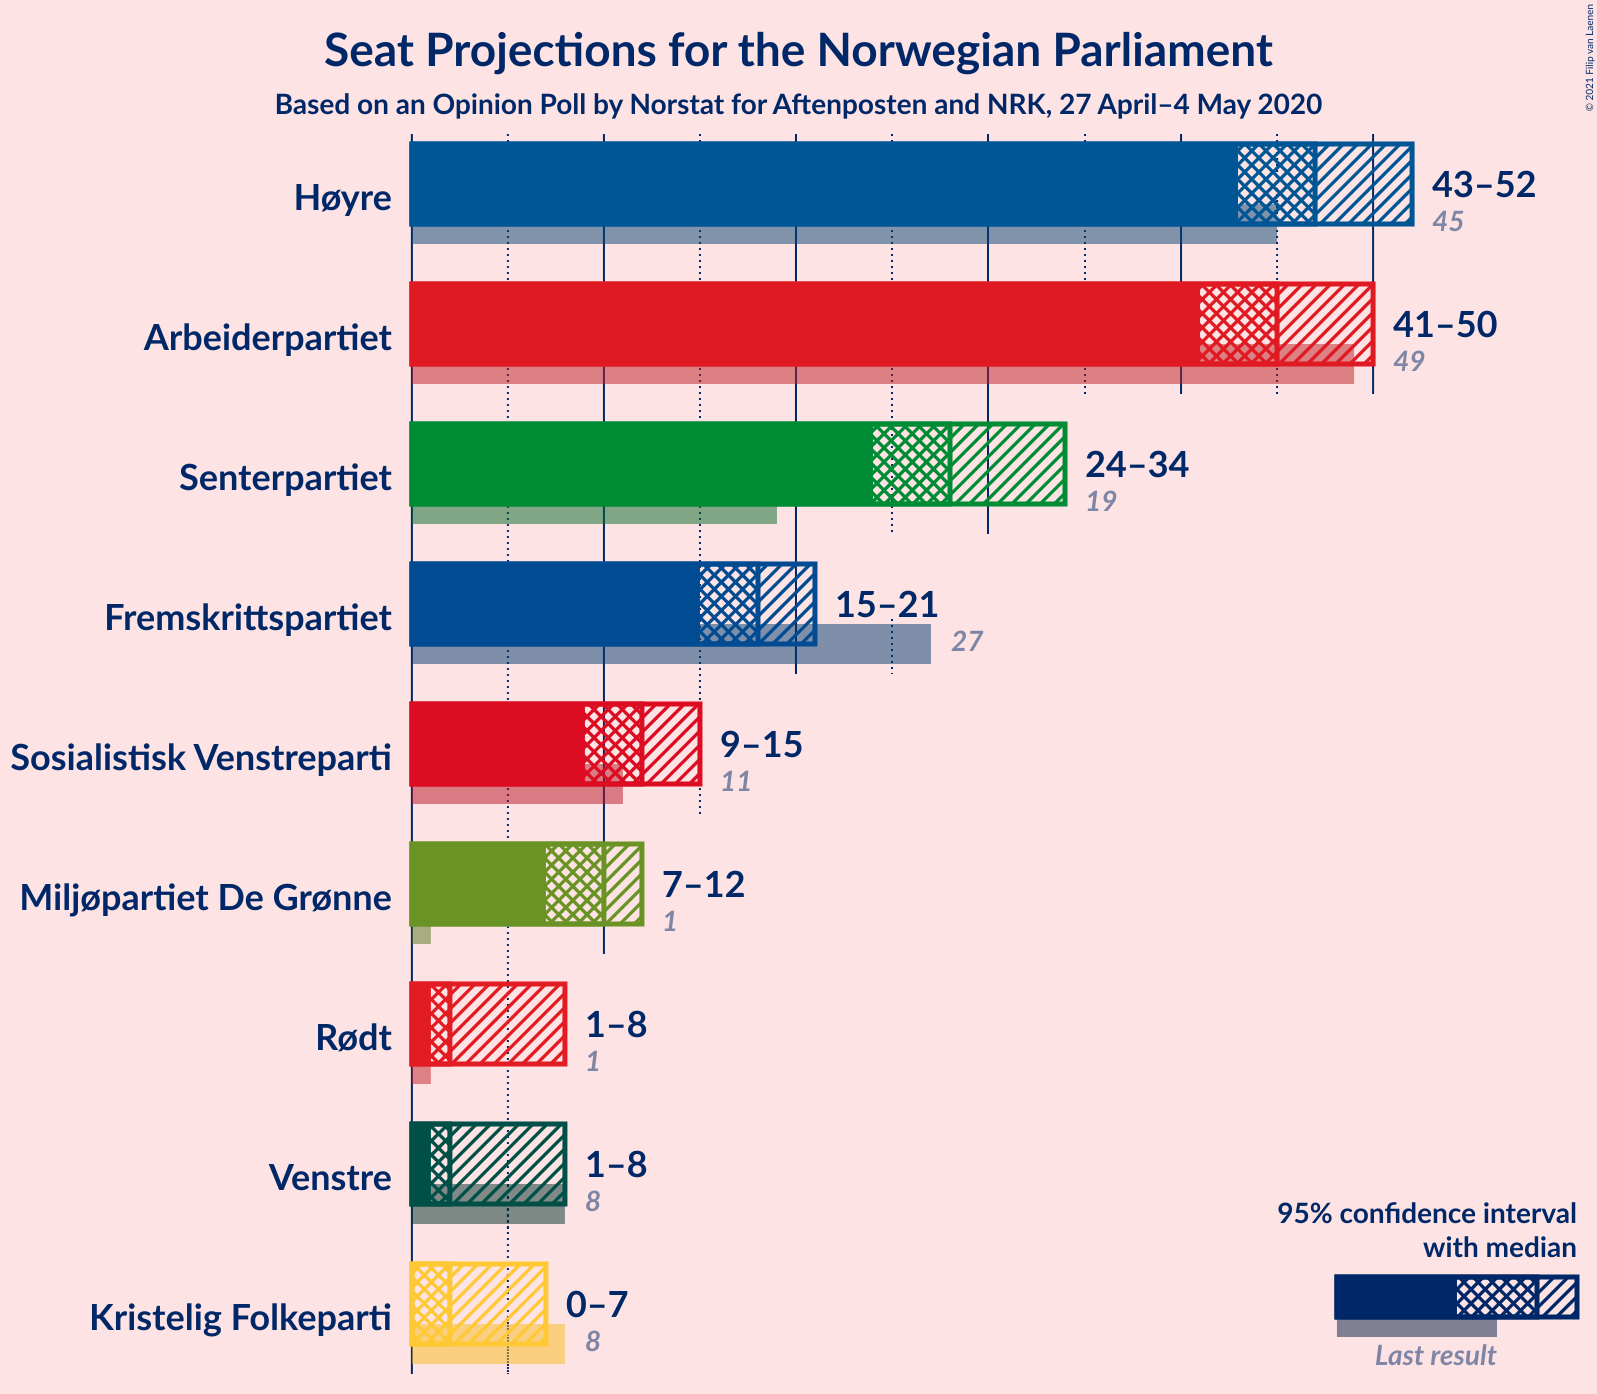 Seat Projections for the Norwegian Parliament
Based on an Opinion Poll by Norstat for Aftenposten and NRK, 27 April–4 May 2020
© 2021 Filip van Laenen
Høyre
43–52
45
Arbeiderpartiet
41–50
49
Senterpartiet
24–34
19
Fremskrittspartiet
15–21
27
Sosialistisk Venstreparti
9–15
11
Miljøpartiet De Grønne
7–12
1
Rødt
1–8
1
Venstre
1–8
8
Kristelig Folkeparti
0–7
8
95% confidence interval
with median
Last result